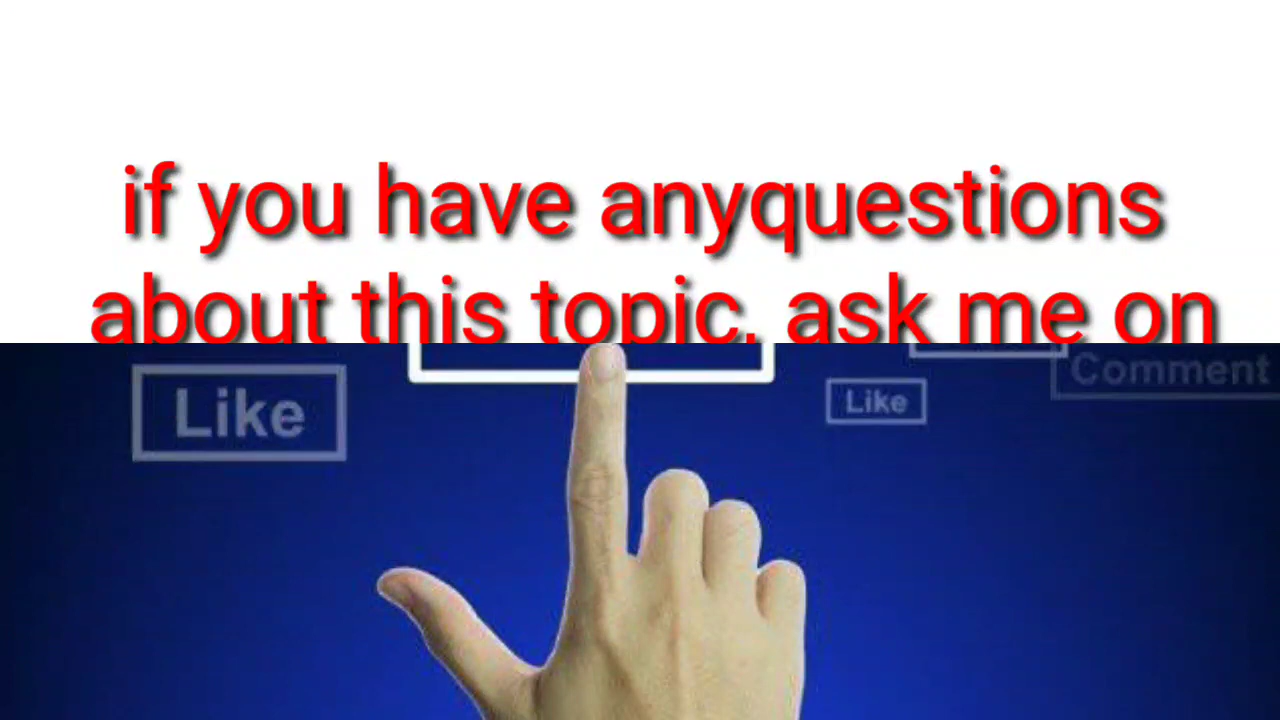 if you have anyquestions
about this topic, ask me on
Like
Like
Comment